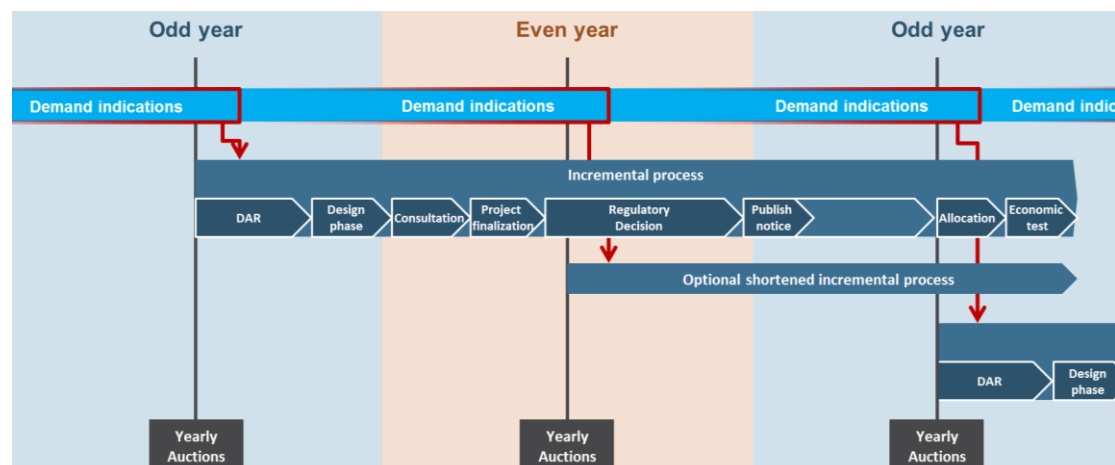 Odd year
Even year
Odd year
Demand indications
Demand indications
Demand indications
Demand indic
Incremental process
DAR
Design
phase
Consultation
Project
finalization
Regulatory
Decision
Publish
notice
Allocation
Economic
test
Optional shortened incremental process
DAR
Design
phase
Yearly
Auctions
Yearly
Auctions
Yearly
Auctions